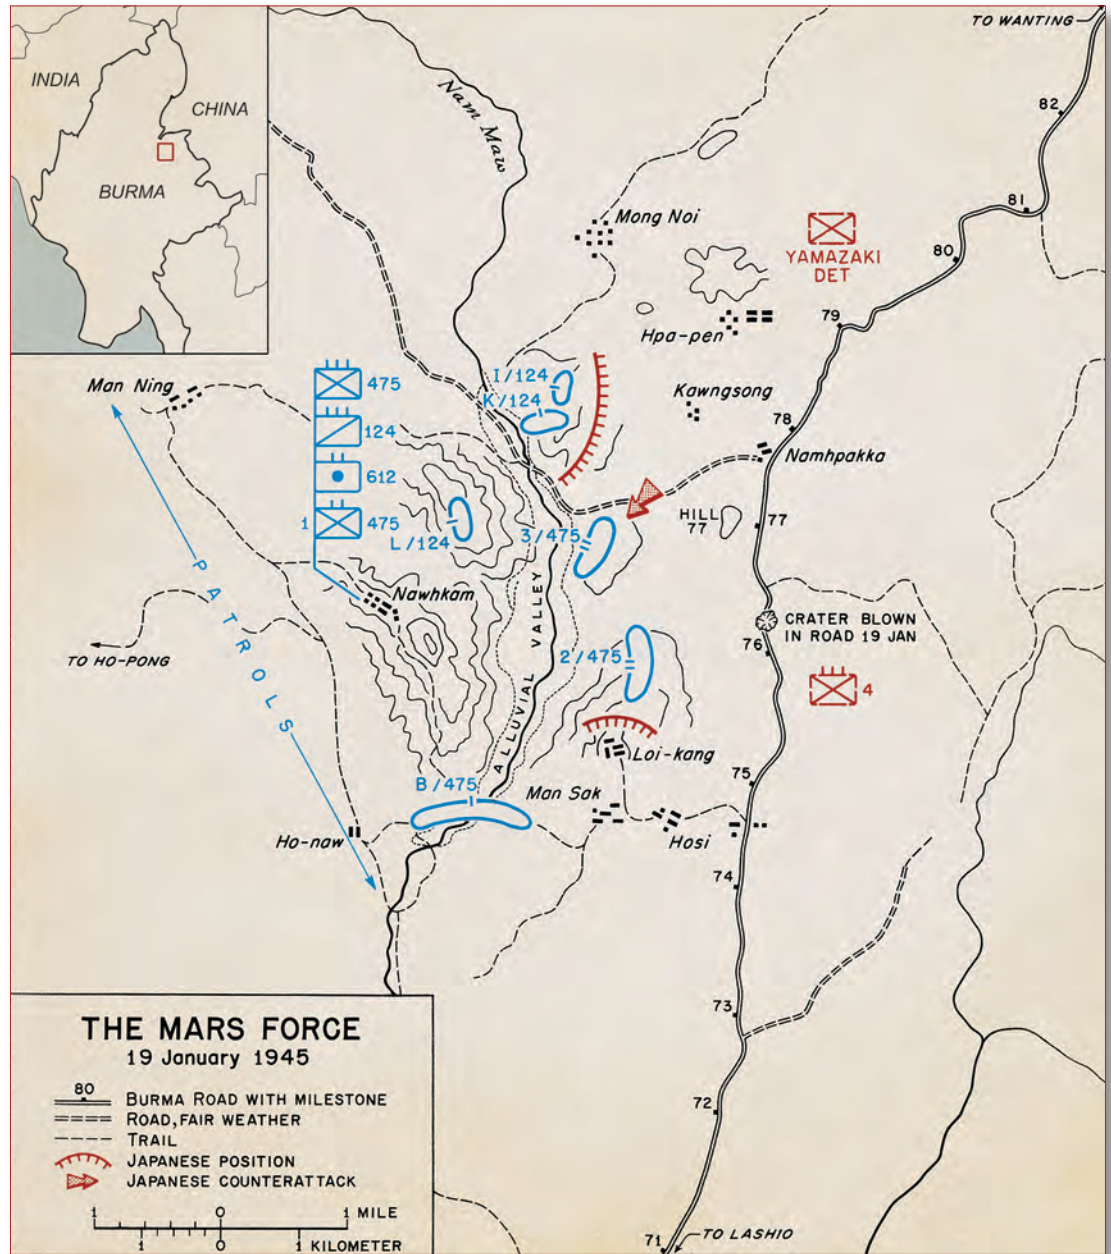 TO WANTING
INDIA
CHINA
BURMA
Nam Maw
82
81
Mong Noi
YAMAZAKI
DET
80
79
Hpa-pen
Man Ning
475
I/124
K/124
Kawngsong
124
78
Namhpakka
612
1
475
L/124
3/475
HILL
77
77
Nawhkam
ALLUVIAL VALLEY
CRATER BLOWN
IN ROAD 19 JAN
PATROLS
TO HO-PONG
2/475
76
4
Loi-kang
B/475
Man Sak
75
Ho-naw
Hosi
74
73
THE MARS FORCE
19 January 1945
80
BURMA ROAD WITH MILESTONE
ROAD, FAIR WEATHER
TRAIL
JAPANESE POSITION
JAPANESE COUNTERATTACK
1 0 1 MILE
1 0 1 KILOMETER
72
71
TO LASHIO